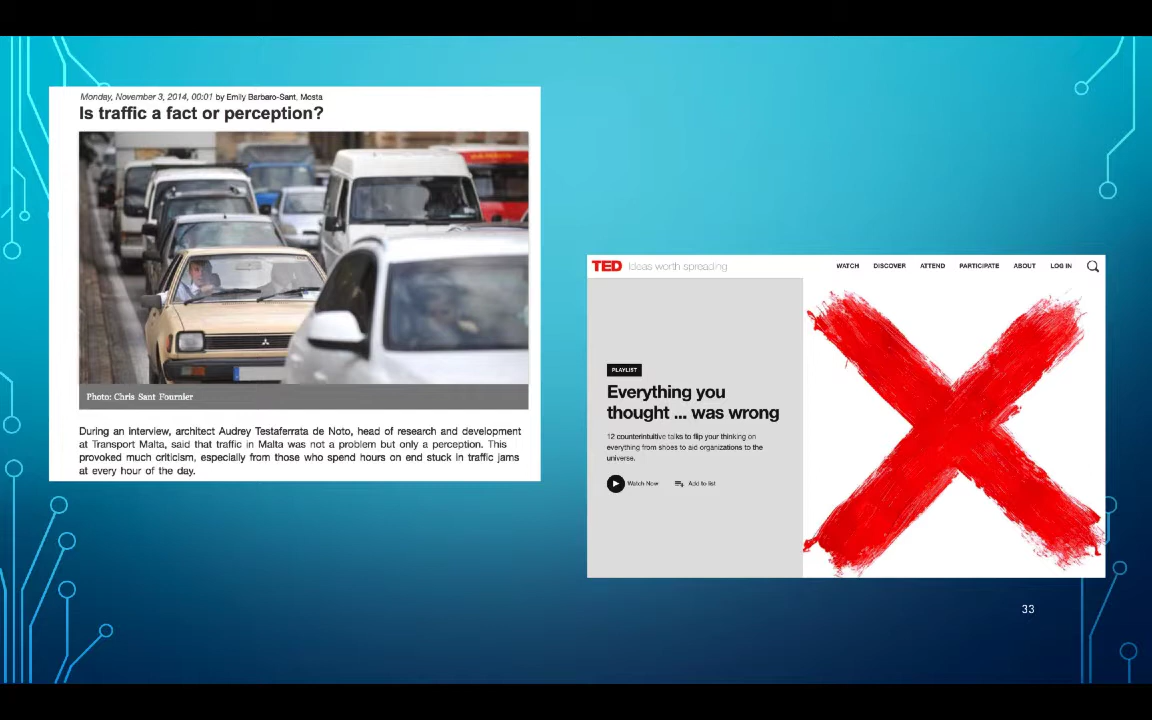 Monday, November 3, 2014, 00:01 by Emily Barbaro-Sant, Mosta
Is traffic a fact or perception?
Photo: Chris Sant Fournier
During an interview, architect Audrey Testaferrata de Noto, head of research and development
at Transport Malta, said that traffic in Malta was not a problem but only a perception. This
provoked much criticism, especially from those who spend hours on end stuck in traffic jams
at every hour of the day.
TED Ideas worth spreading
WATCH DISCOVER ATTEND PARTICIPATE ABOUT LOG IN
PLAYLIST
Everything you
thought ... was wrong
12 counterintuitive talks to flip your thinking on
everything from shoes to aid organizations to the
universe.
Watch Now Add to list
33